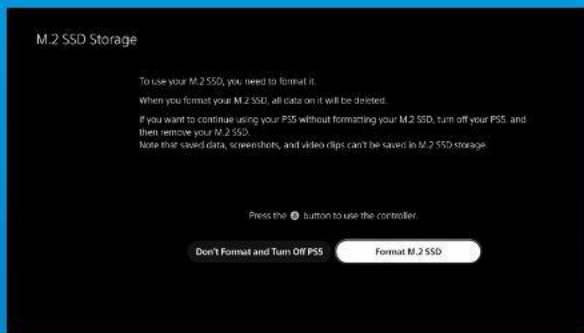 M.2 SSD Storage
To use your M.2 SSD, you need to format it.
When you format your M.2 SSD, all data on it will be deleted.
If you want to continue using your PS5 without formatting your M.2 SSD, turn off your PS5, and
then remove your M.2 SSD.
Note that saved data, screenshots, and video clips can't be saved in M.2 SSD storage.
Press the button to use the controller.
Don't Format and Turn Off PS5
Format M.2 SSD